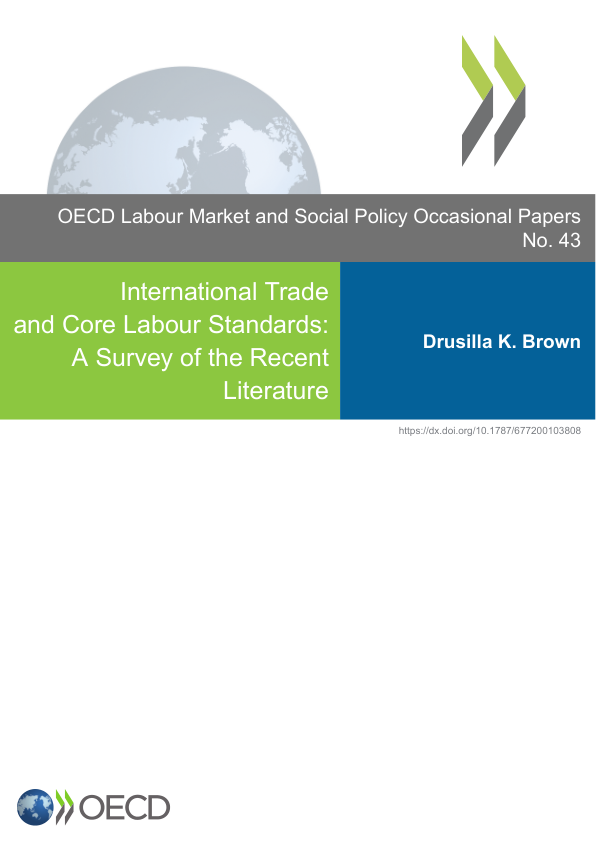 OECD Labour Market and Social Policy Occasional Papers
No. 43
International Trade
and Core Labour Standards:
A Survey of the Recent
Literature
Drusilla K. Brown
https://dx.doi.org/10.1787/677200103808
OECD